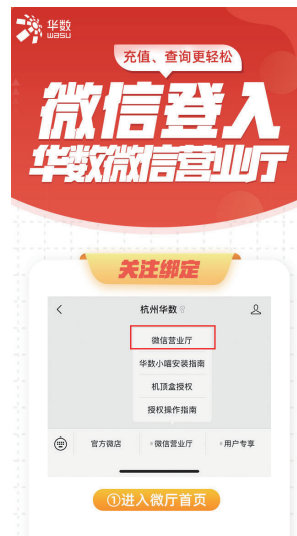 华数
wasu
充值、查询更轻松
微信登入
华数微信营业厅
关注绑定
杭州华数
微信营业厅
华数小喵安装指南
机顶盒授权
授权操作指南
官方微店
微信营业厅
用户专享
①进入微厅首页